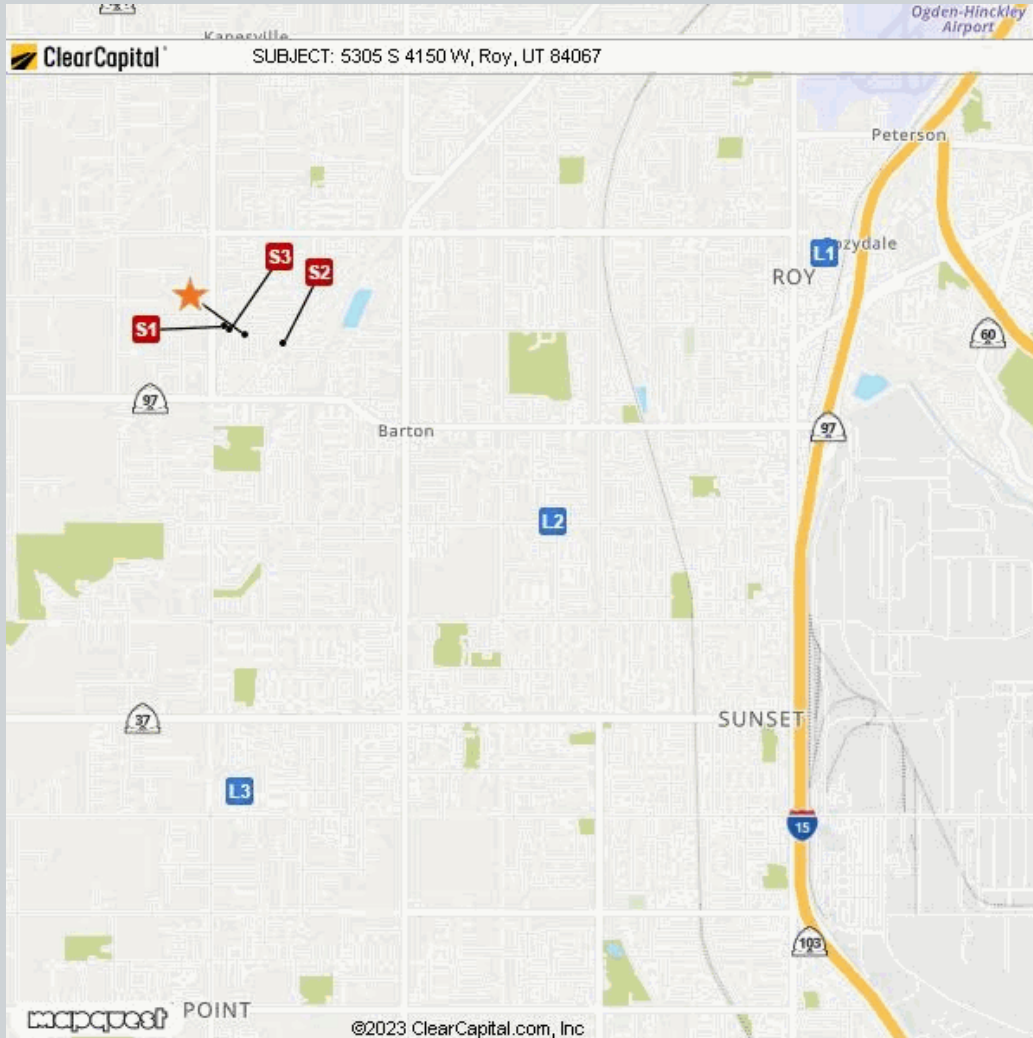 Ogden-Hinckley
Airport
ClearCapital
SUBJECT: 5305 S 4150 W, Roy, UT 84067
Peterson
S3
S2
L1
ROY
S1
60
97
Barton
97
L2
37
SUNSET
L3
15
103
mapquest
POINT
©2023 ClearCapital.com, Inc